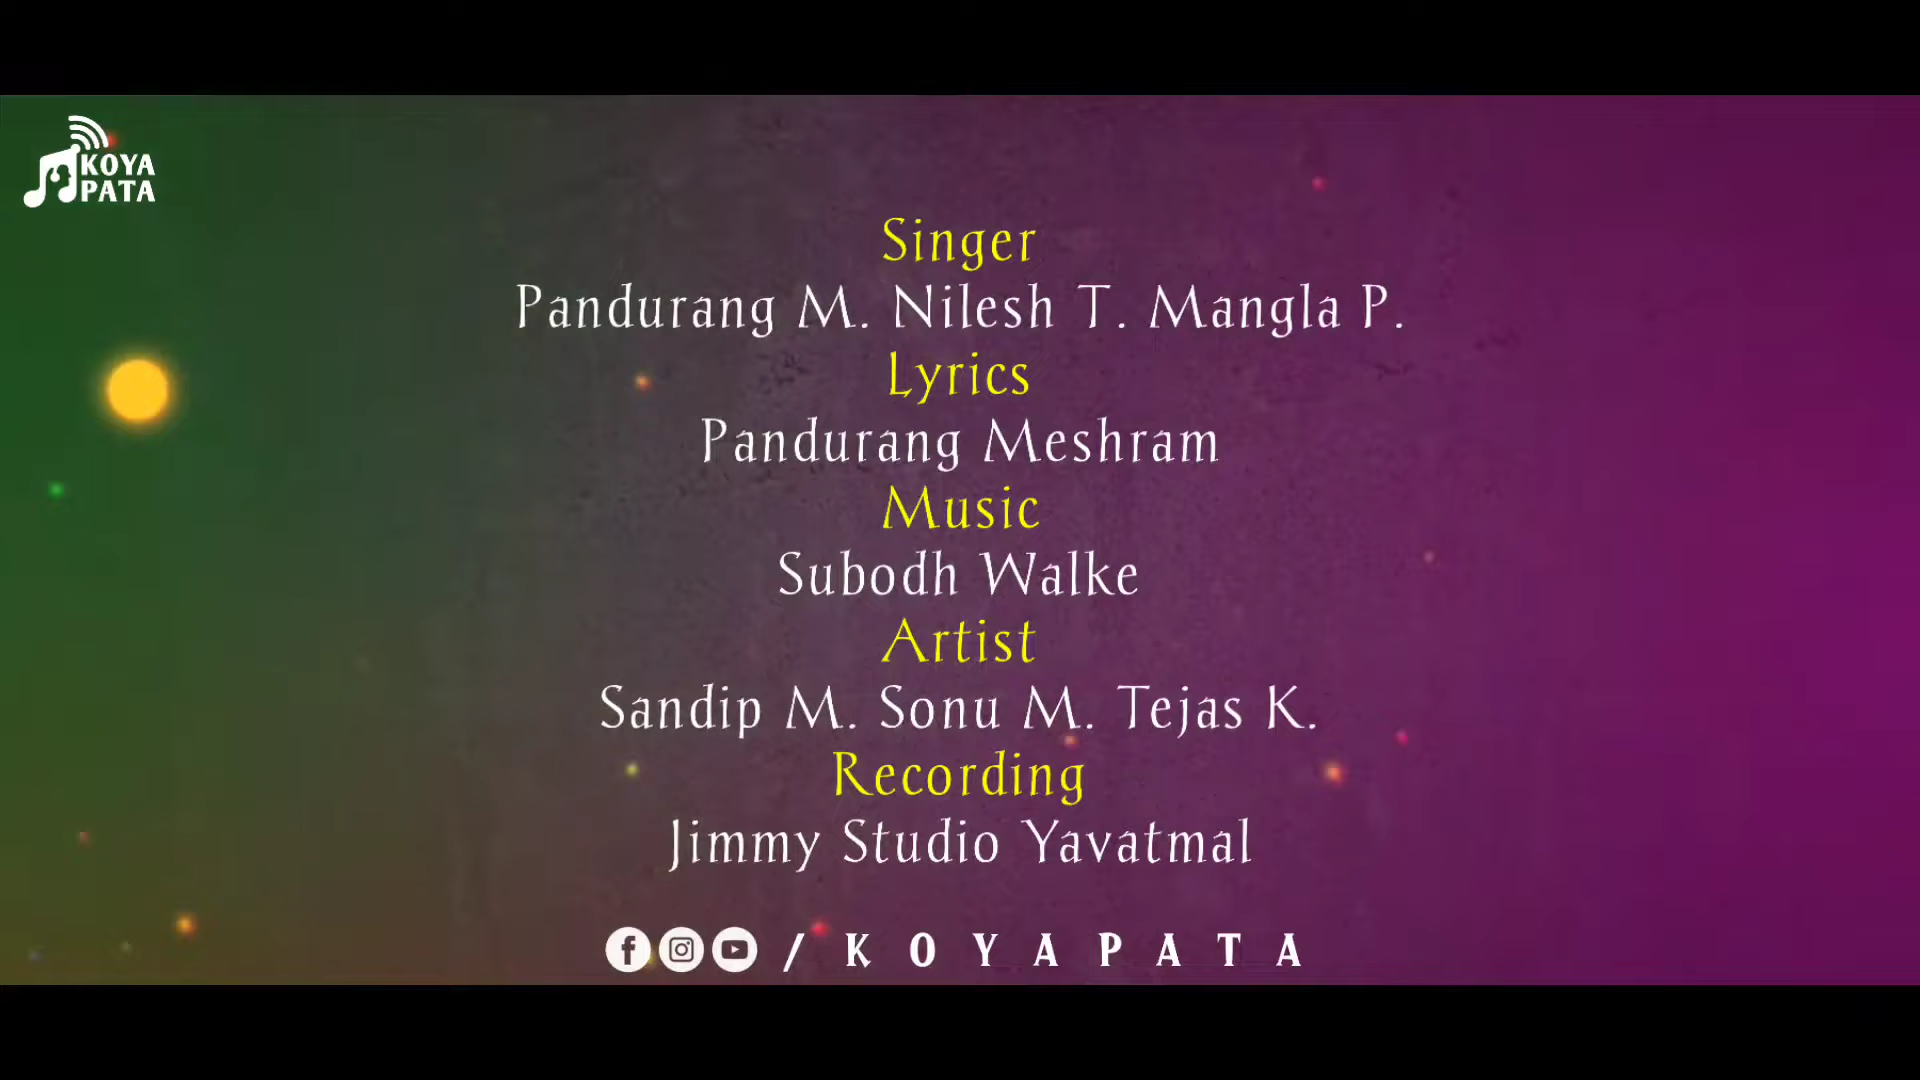 KOYA
PATA
Singer
Pandurang M. Nilesh T. Mangla P.
Lyrics
Pandurang Meshram
Music
Subodh Walke
Artist
Sandip M. Sonu M. Tejas K.
Recording
Jimmy Studio Yavatmal
/ K O Y A P A T A